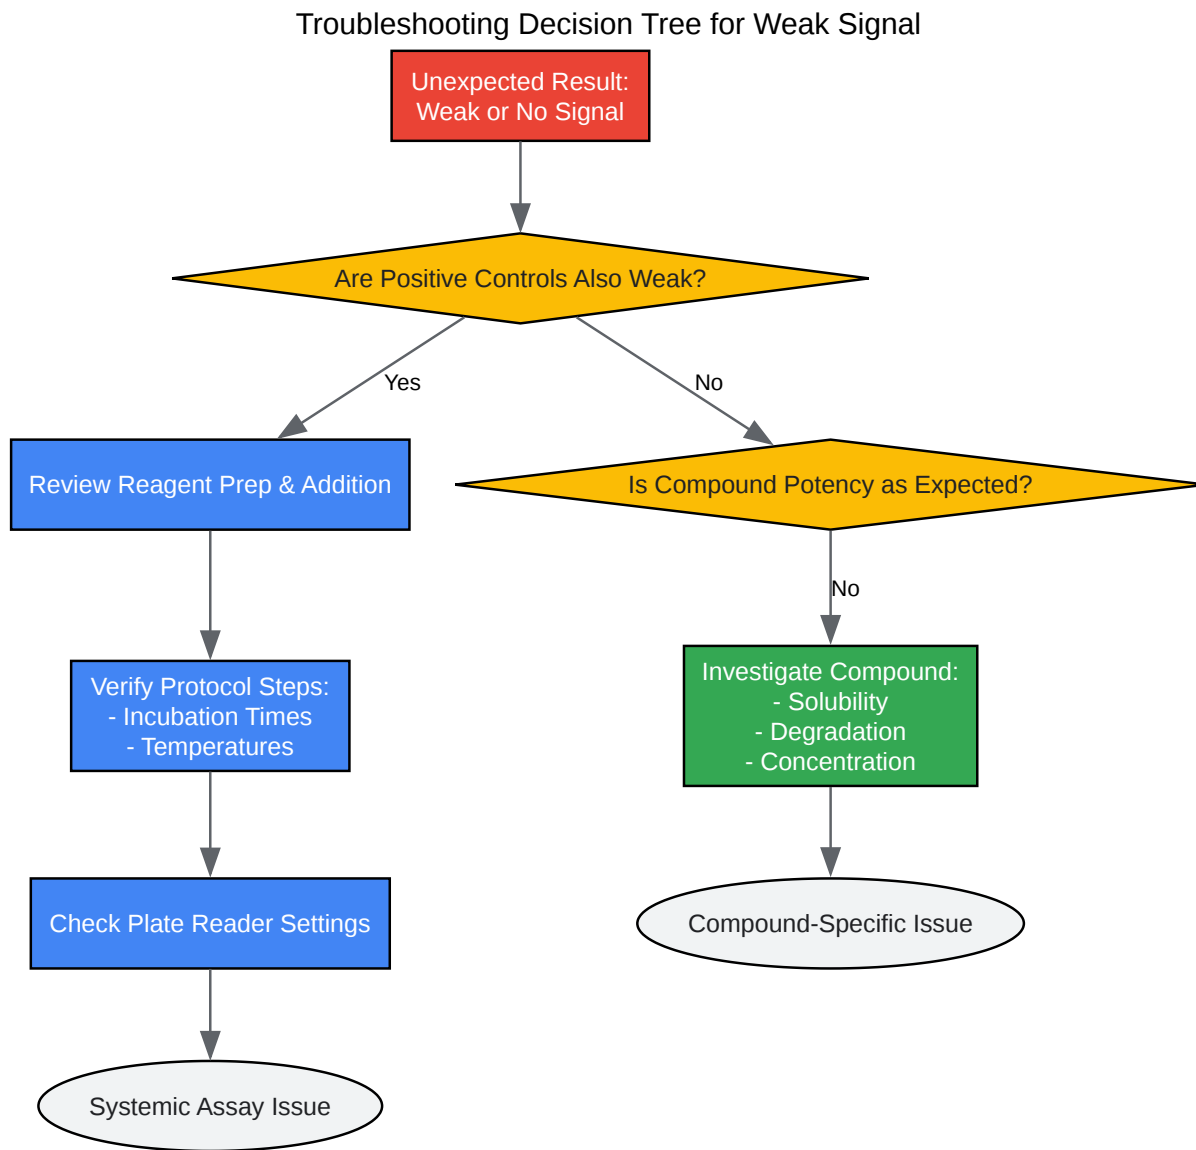 Troubleshooting Decision Tree for Weak Signal
Unexpected Result:
Weak or No Signal
Are Positive Controls Also Weak?
Yes
No
Review Reagent Prep & Addition
Is Compound Potency as Expected?
No
Verify Protocol Steps:
- Incubation Times
- Temperatures
Investigate Compound:
- Solubility
- Degradation
- Concentration
Check Plate Reader Settings
Compound-Specific Issue
Systemic Assay Issue